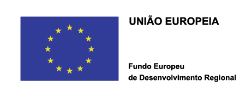 UNIÃO EUROPEIA
Fundo Europeu
de Desenvolvimento Regional